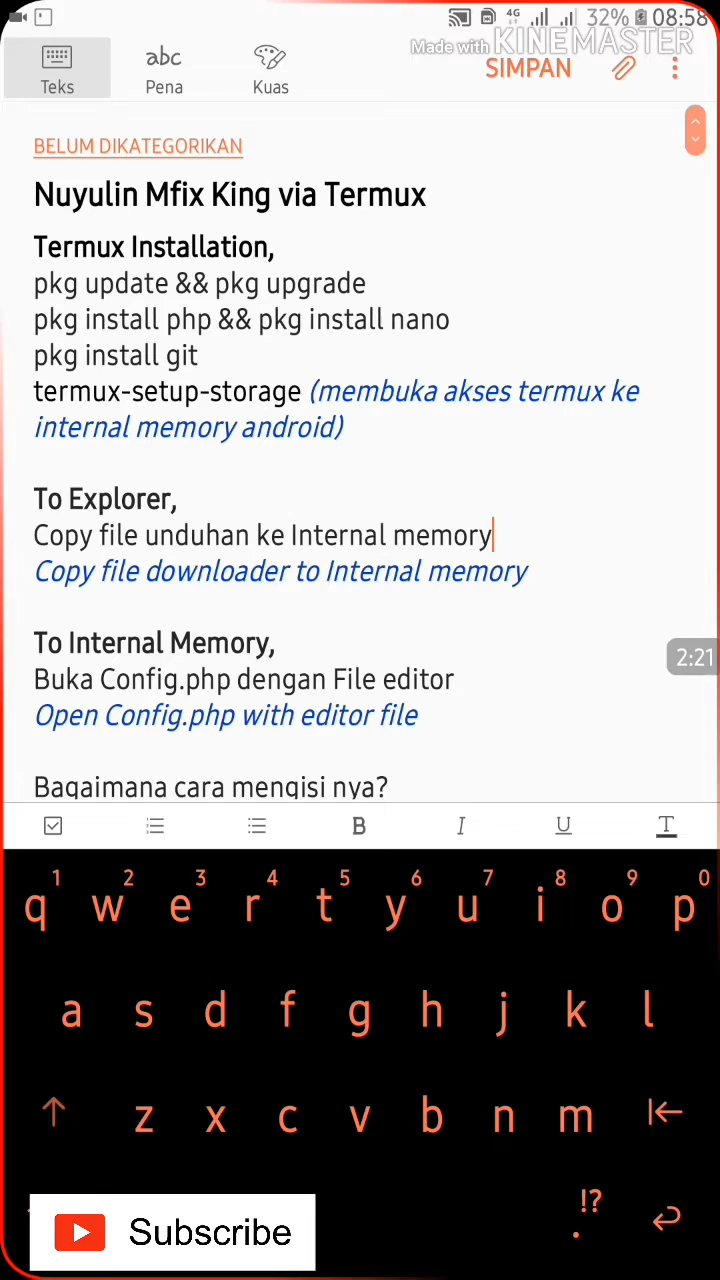 4G 32% 08:58
Made with KINEMASTER
Teks
abc
Pena
Kuas
SIMPAN
BELUM DIKATEGORIKAN
Nuyulin Mfix King via Termux
Termux Installation,
pkg update && pkg upgrade
pkg install php && pkg install nano
pkg install git
termux-setup-storage (membuka akses termux ke
internal memory android)
To Explorer,
Copy file unduhan ke Internal memory
Copy file downloader to Internal memory
To Internal Memory,
2:21
Buka Config.php dengan File editor
Open Config.php with editor file
Bagaimana cara mengisi nya?
B I U T
1 2 3 4 5 6 7 8 9 0
q w e r t y u i o p
a s d f g h j k l
z x c v b n m
!?
.
Subscribe